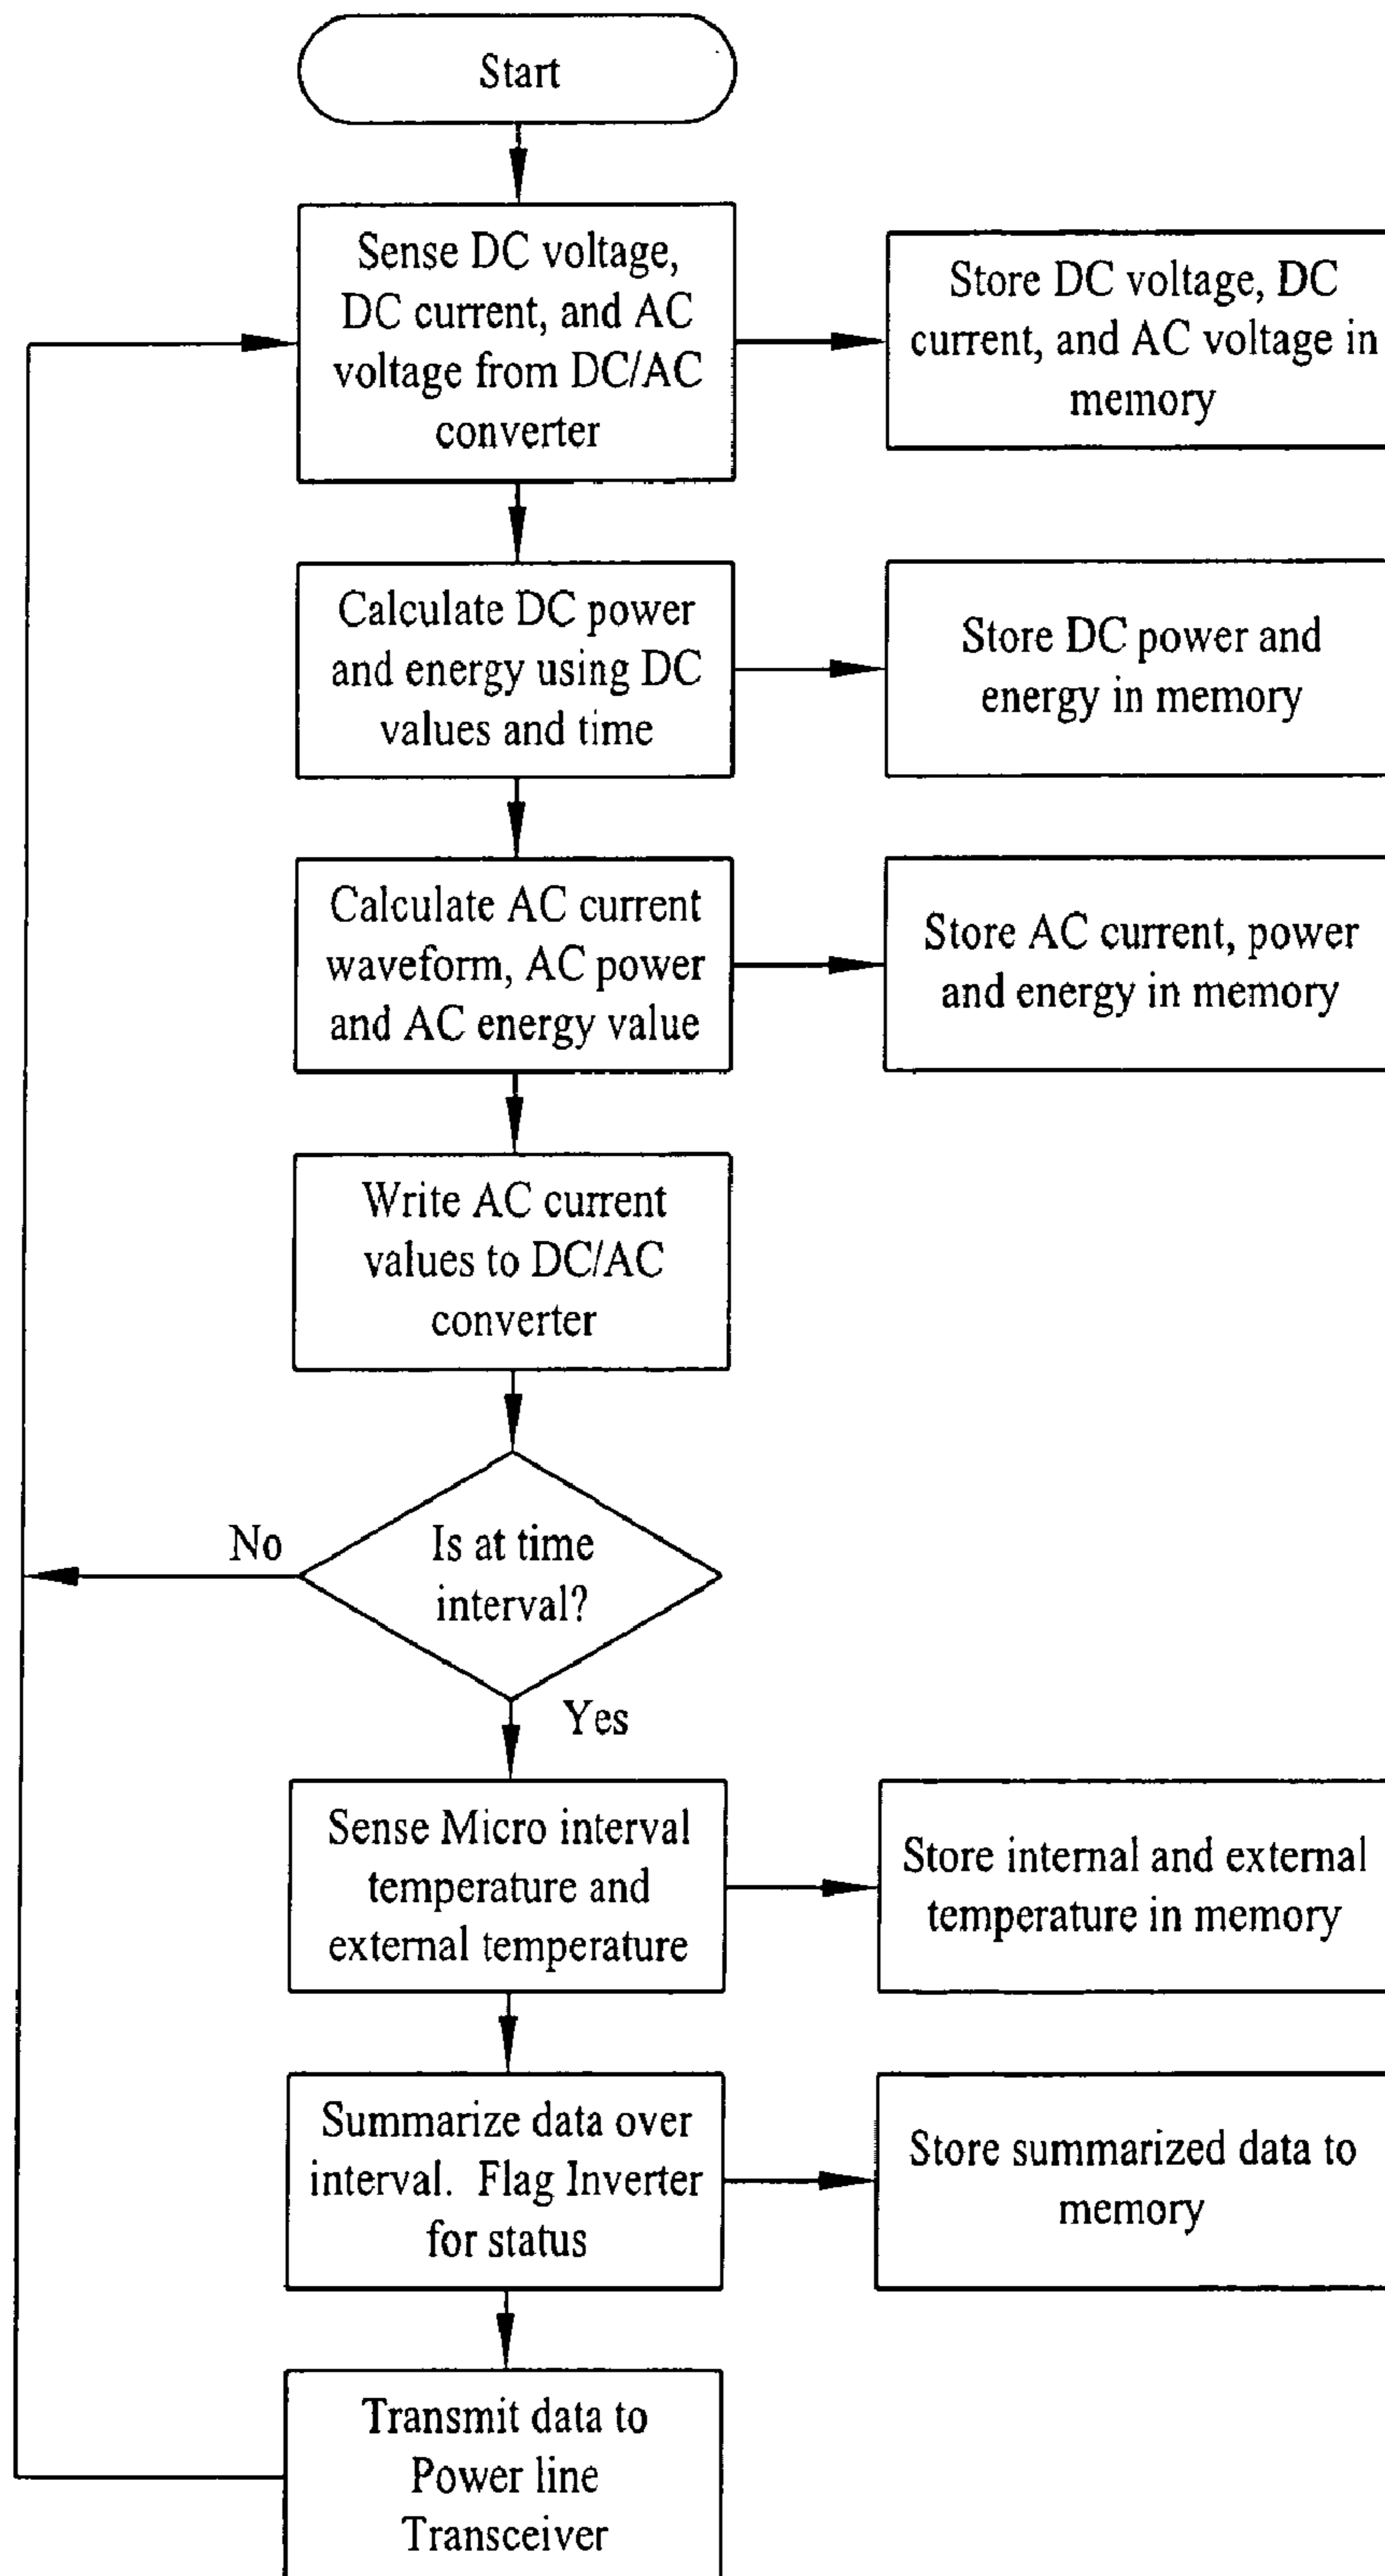 Start
Sense DC voltage,
DC current, and AC
voltage from DC/AC
converter
Store DC voltage, DC
current, and AC voltage in
memory
Calculate DC power
and energy using DC
values and time
Store DC power and
energy in memory
Calculate AC current
waveform, AC power
and AC energy value
Store AC current, power
and energy in memory
Write AC current
values to DC/AC
converter
Is at time
interval?
No
Yes
Sense Micro interval
temperature and
external temperature
Store internal and external
temperature in memory
Summarize data over
interval. Flag Inverter
for status
Store summarized data to
memory
Transmit data to
Power line
Transceiver